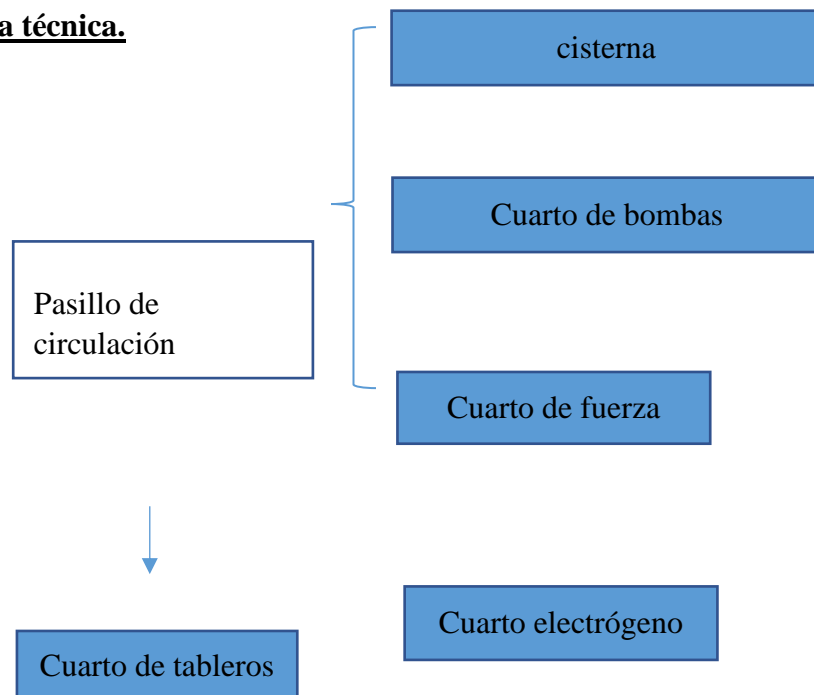 a técnica.
cisterna
Cuarto de bombas
Pasillo de
circulación
Cuarto de fuerza
Cuarto electrógeno
Cuarto de tableros